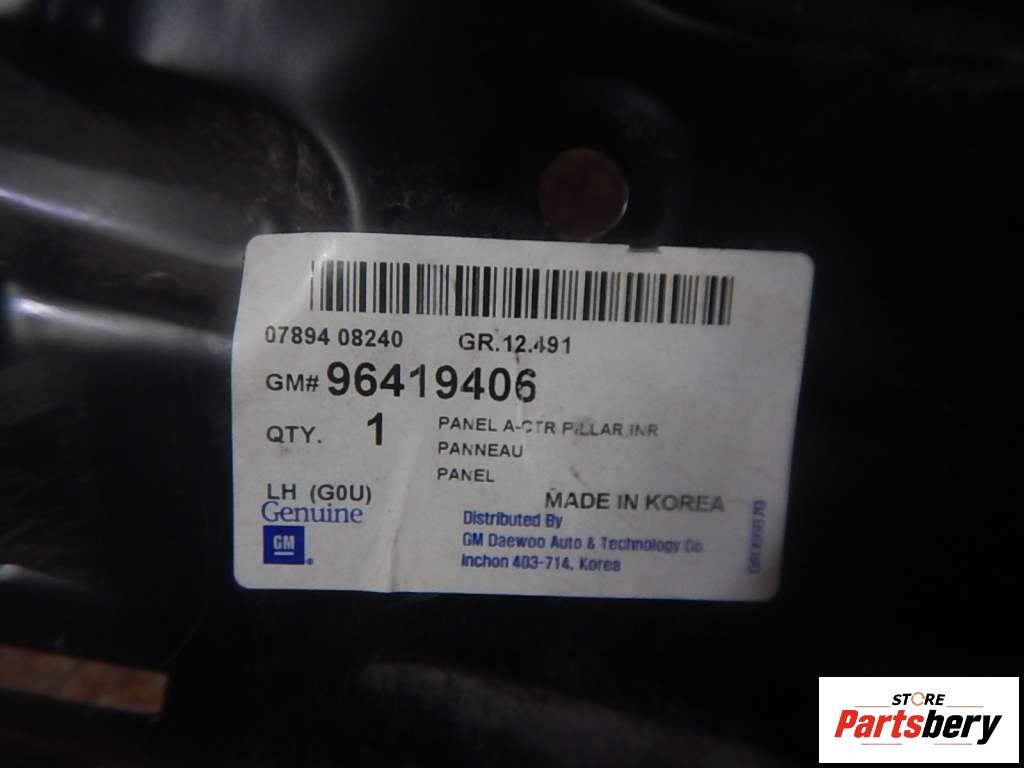 07894 08240 GR.12.491
GM# 96419406
QTY. 1 PANEL A-CTR PILLAR,INR
PANNEAU
PANEL
LH (G0U) MADE IN KOREA
Genuine
GM
Distributed By
GM Daewoo Auto & Technology Co.
Inchon 403-714, Korea
STORE
Partsbery